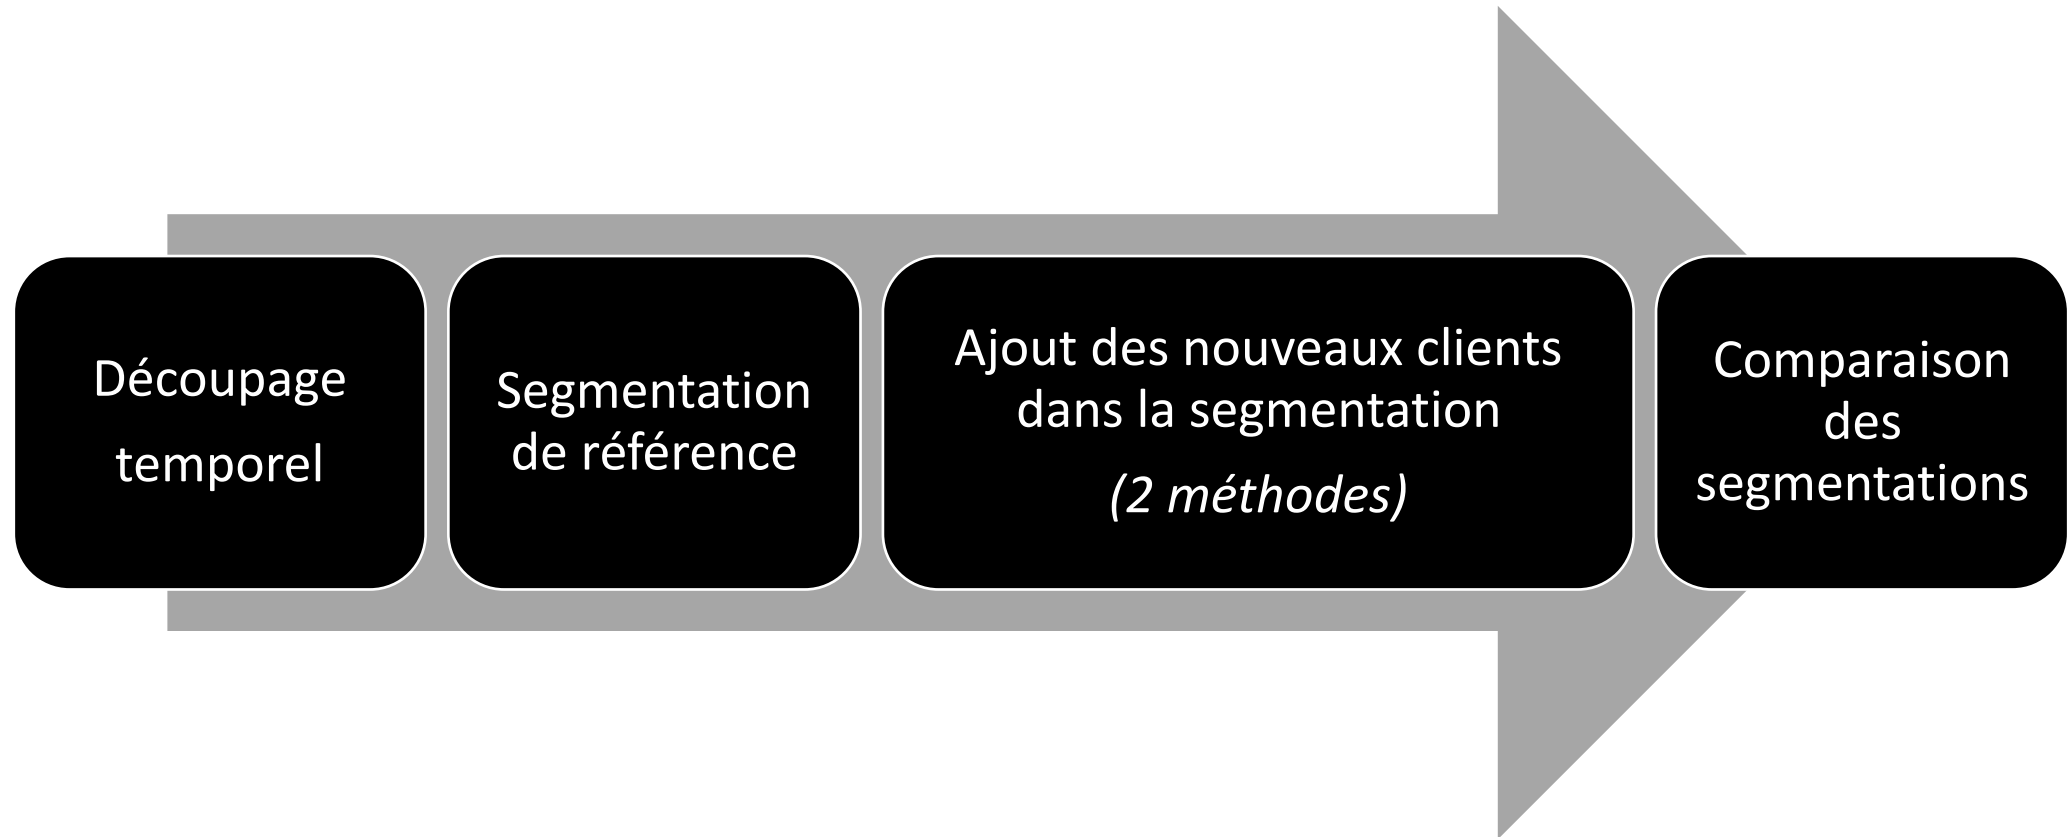 Découpage
temporel
Segmentation
de référence
Ajout des nouveaux clients
dans la segmentation
(2 méthodes)
Comparaison
des
segmentations